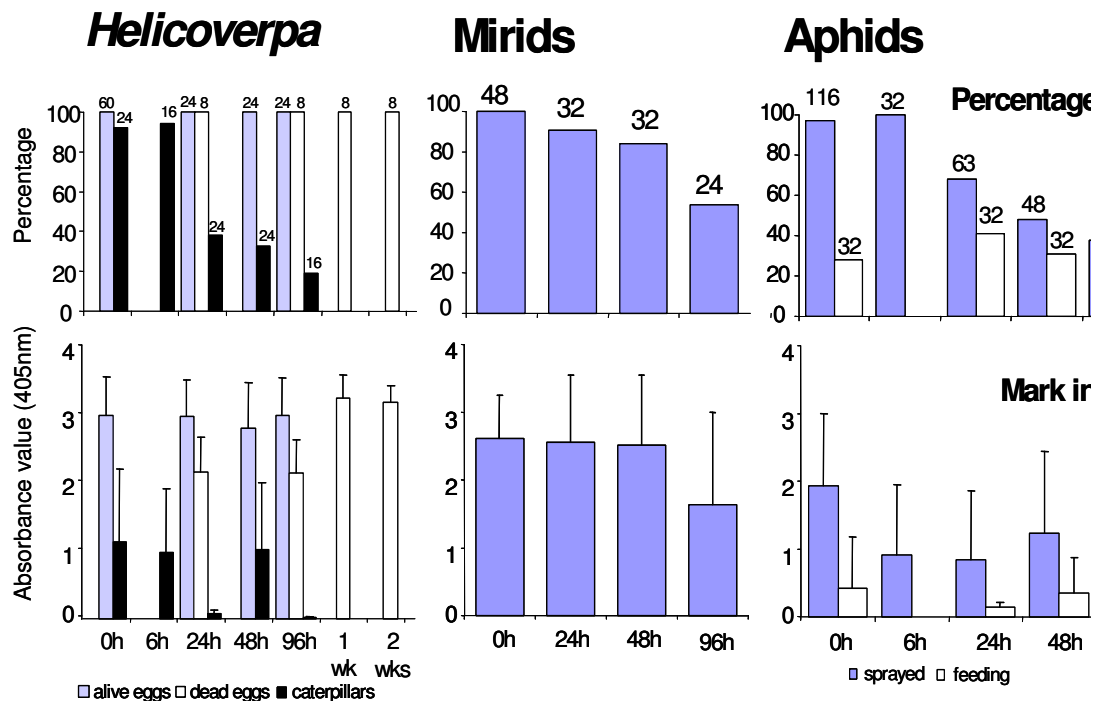 Helicoverpa Mirids Aphids
Percentage
100
80
60
40
20
0
60 24 16 24 8 24 24 24 24 8 16 8 8
100
80
60
40
20
0
48 32 32 24
Percentage
100
80
60
40
20
0
116 32 32 63 32 48 32
Absorbance value (405nm)
4
3
2
1
0
0h 6h 24h 48h 96h 1 2
wk wks
alive eggs dead eggs caterpillars
4
3
2
1
0
0h 24h 48h 96h
Mark in
4
3
2
1
0
0h 6h 24h 48h
sprayed feeding